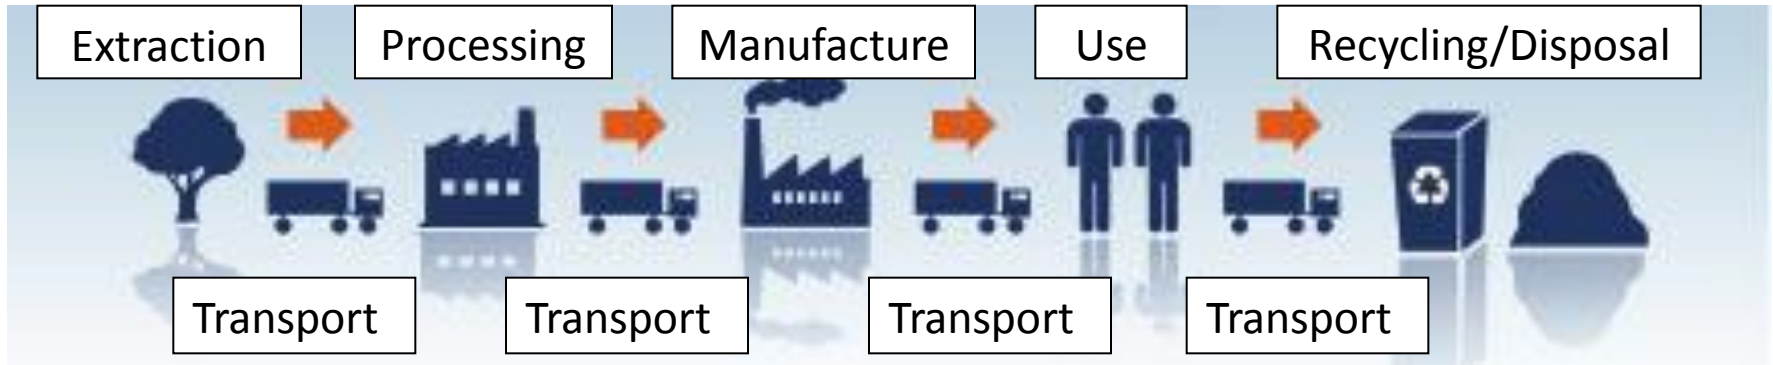 Extraction
Processing
Manufacture
Use
Recycling/Disposal
Transport
Transport
Transport
Transport